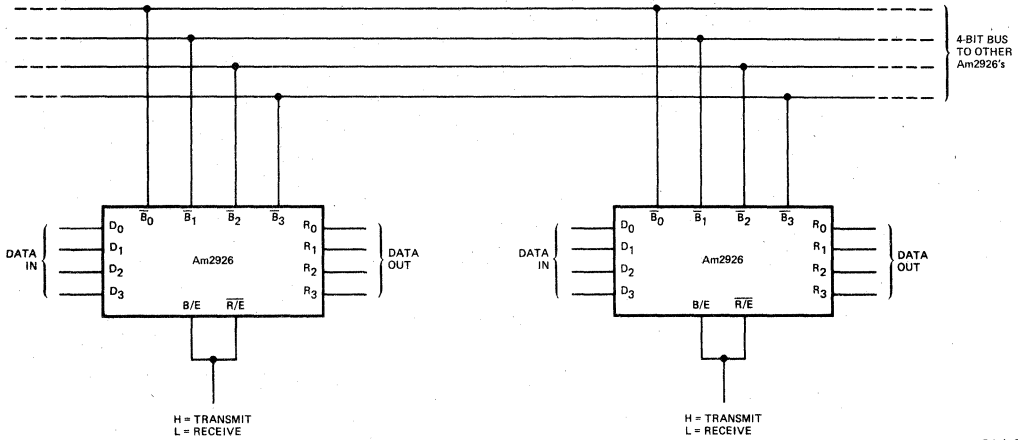 4-BIT BUS
TO OTHER
Am2926's
B̅0 B̅1 B̅2 B̅3
D0
D1
D2
D3
R0
R1
R2
R3
DATA
IN
Am2926
DATA
OUT
B/E R̅/̅E̅
H = TRANSMIT
L = RECEIVE
B̅0 B̅1 B̅2 B̅3
D0
D1
D2
D3
R0
R1
R2
R3
DATA
IN
Am2926
DATA
OUT
B/E R̅/̅E̅
H = TRANSMIT
L = RECEIVE